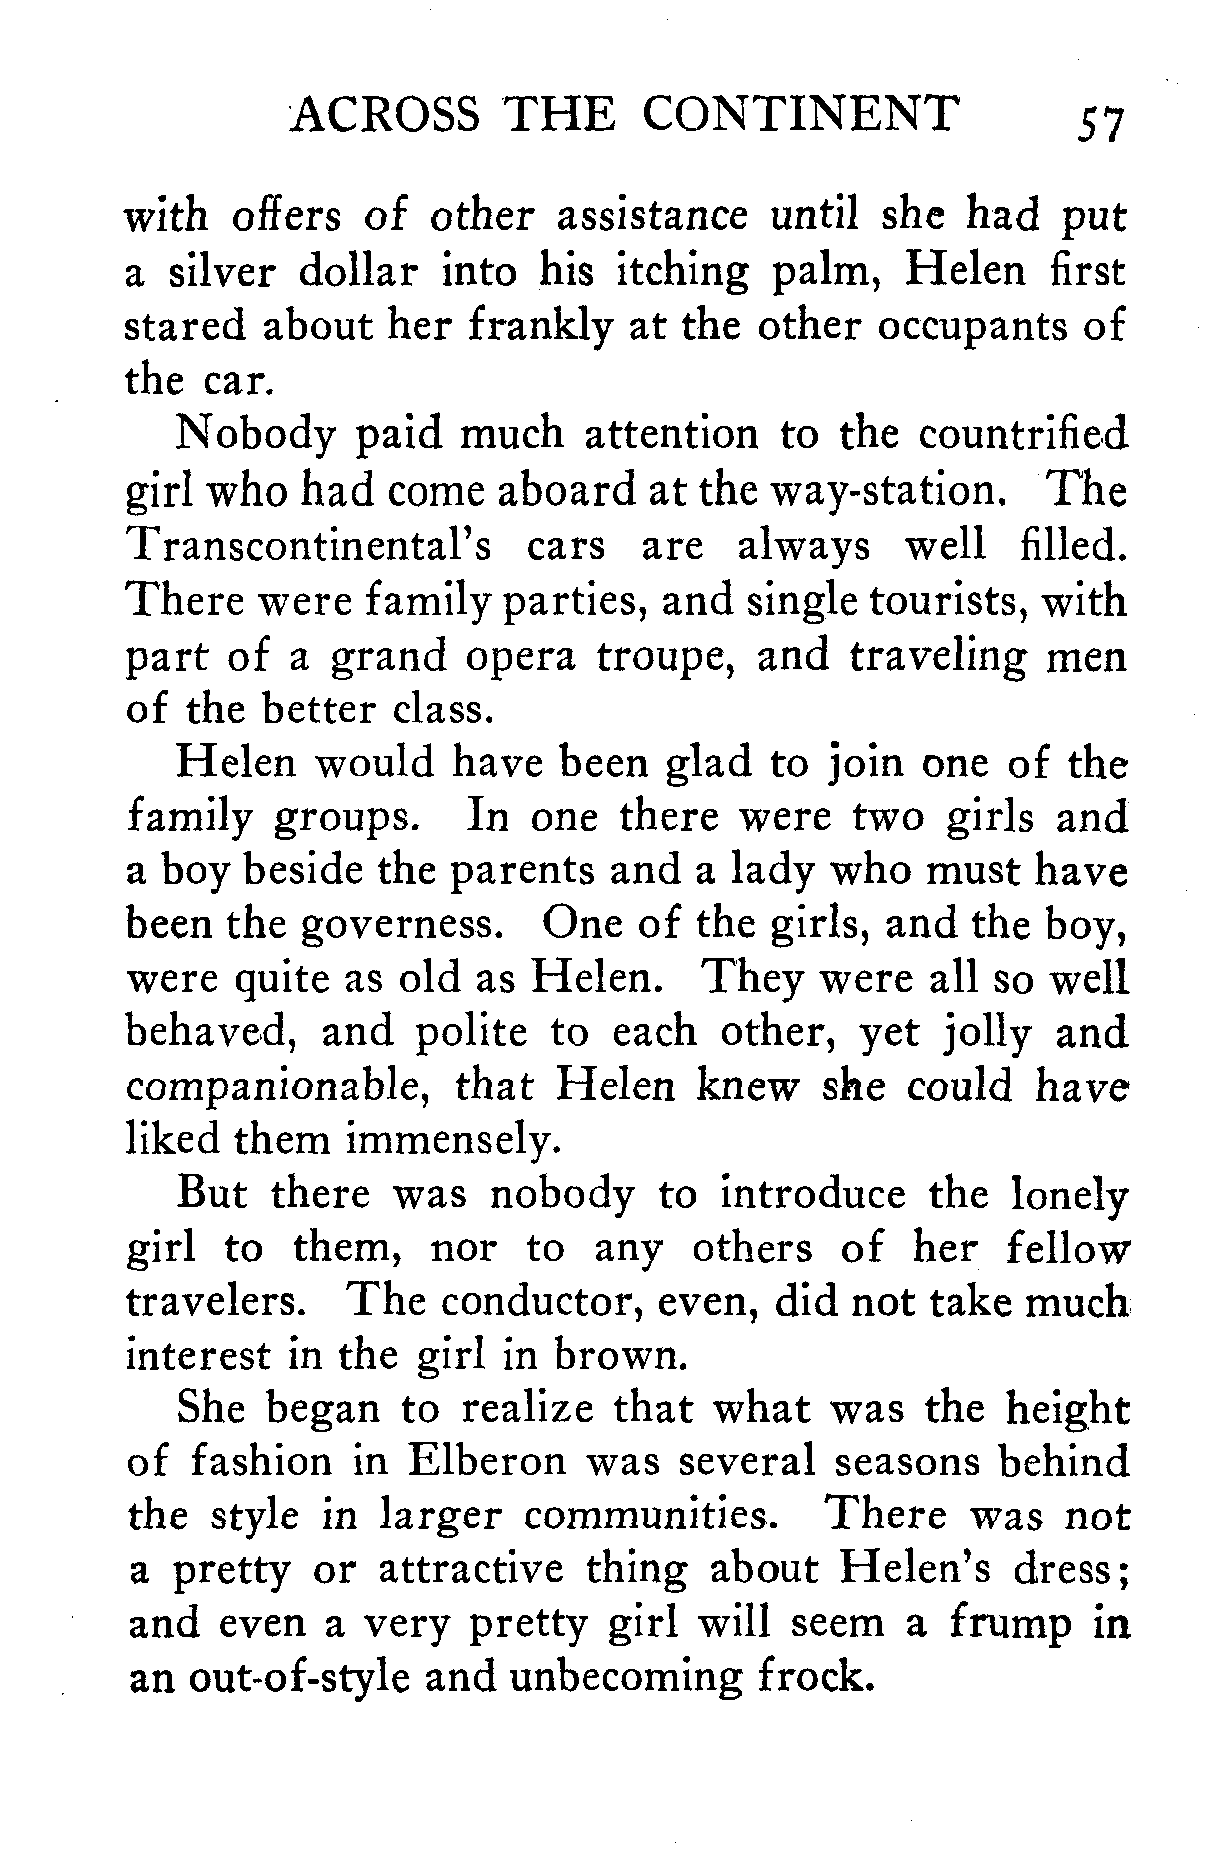 ACROSS THE CONTINENT 57
with offers of other assistance until she had put
a silver dollar into his itching palm, Helen first
stared about her frankly at the other occupants of
the car.
Nobody paid much attention to the countrified
girl who had come aboard at the way-station. The
Transcontinental's cars are always well filled.
There were family parties, and single tourists, with
part of a grand opera troupe, and traveling men
of the better class.
Helen would have been glad to join one of the
family groups. In one there were two girls and
a boy beside the parents and a lady who must have
been the governess. One of the girls, and the boy,
were quite as old as Helen. They were all so well
behaved, and polite to each other, yet jolly and
companionable, that Helen knew she could have
liked them immensely.
But there was nobody to introduce the lonely
girl to them, nor to any others of her fellow
travelers. The conductor, even, did not take much
interest in the girl in brown.
She began to realize that what was the height
of fashion in Elberon was several seasons behind
the style in larger communities. There was not
a pretty or attractive thing about Helen's dress;
and even a very pretty girl will seem a frump in
an out-of-style and unbecoming frock.